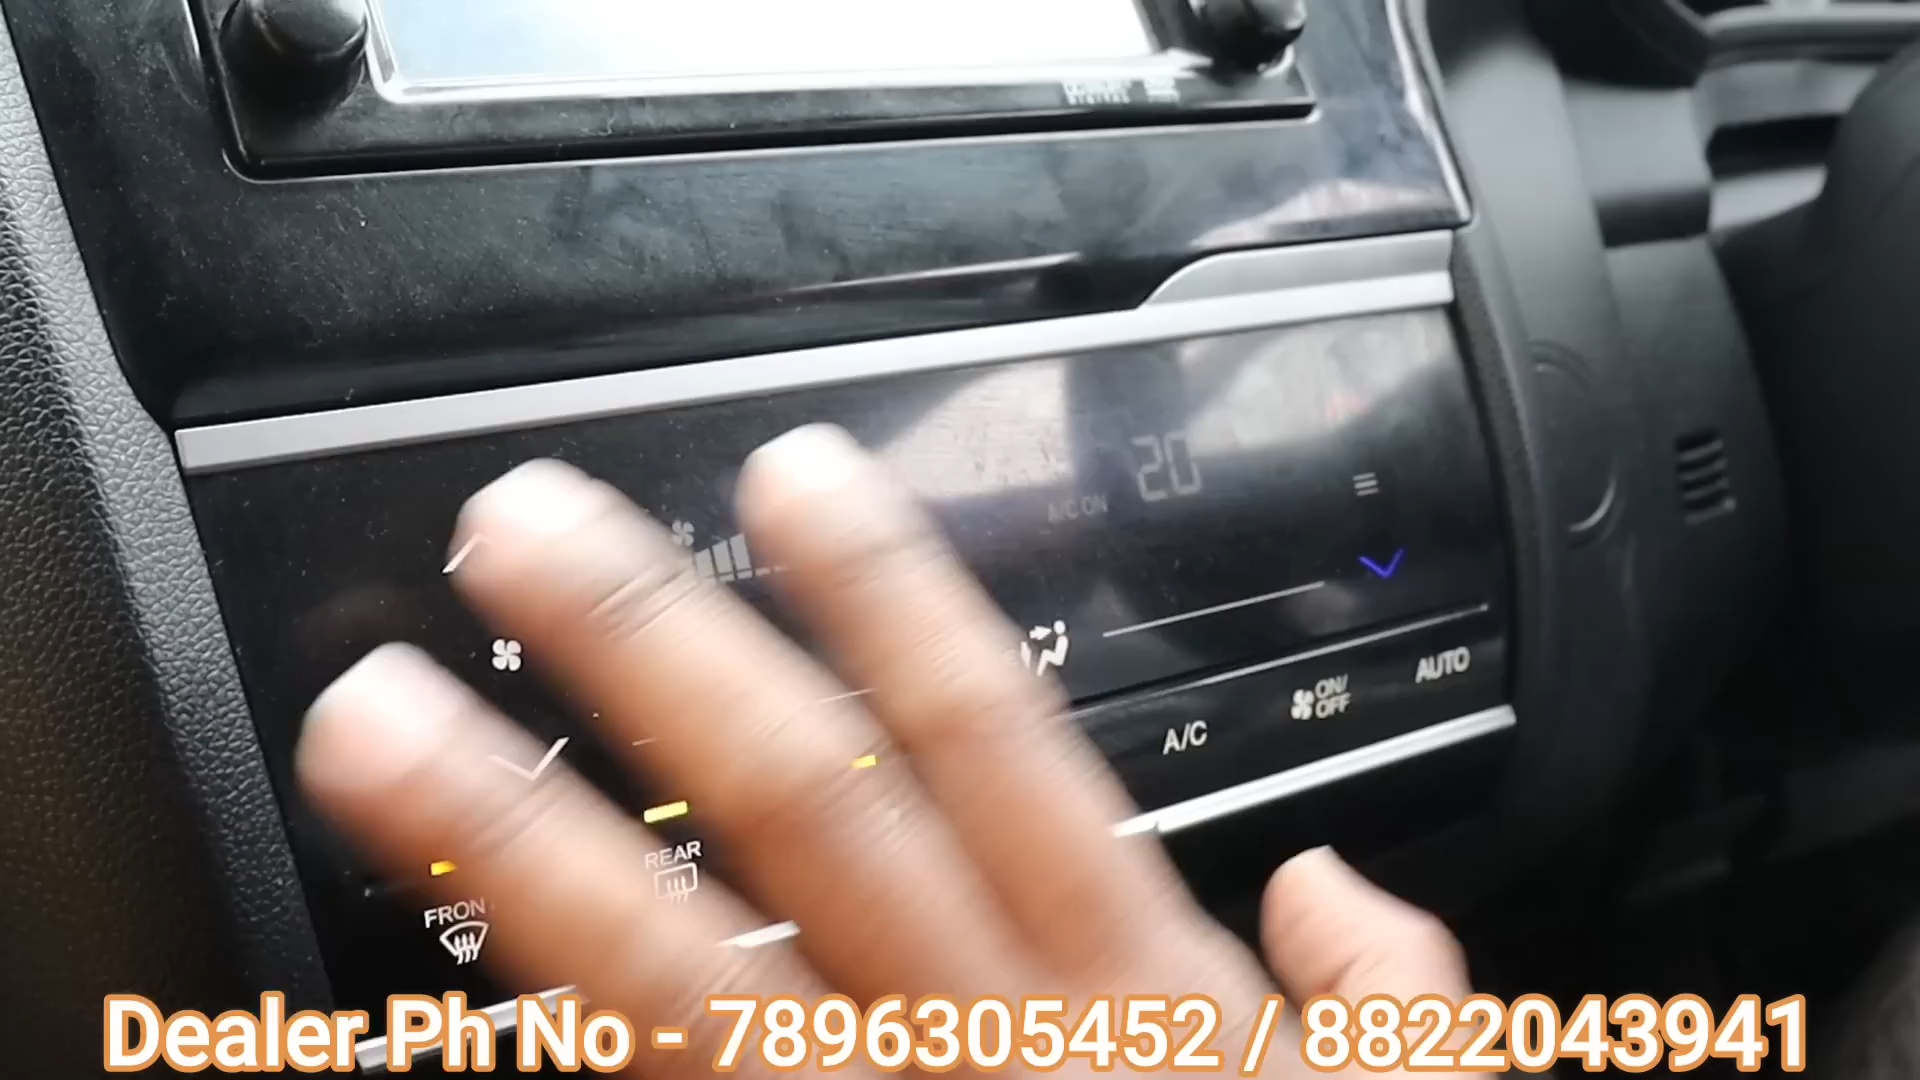 20
A/C ON
AUTO
ON/
OFF
A/C
REAR
FRON
Dealer Ph No - 7896305452 / 8822043941